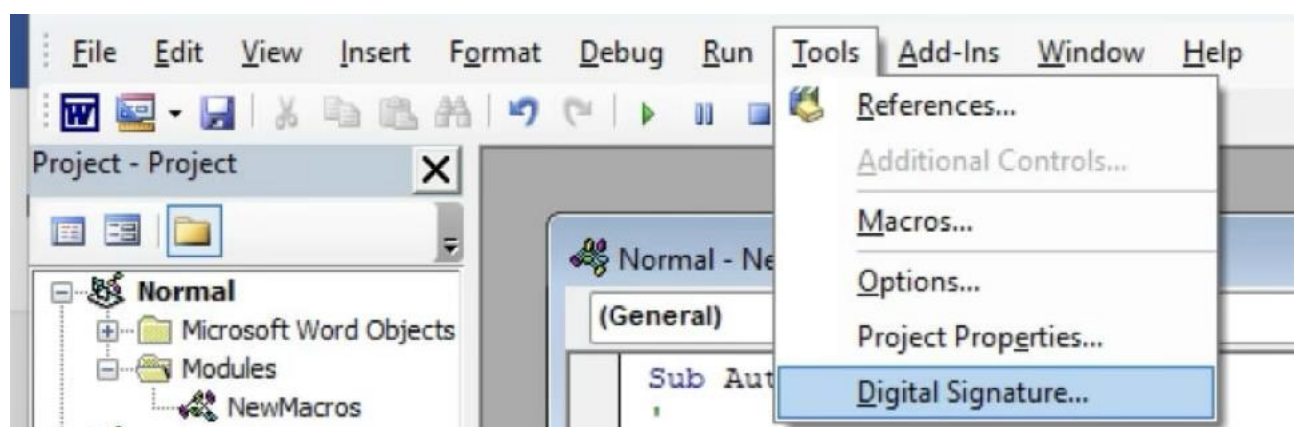 File Edit View Insert Format Debug Run Tools Add-Ins Window Help
References...
Additional Controls...
Macros...
Options...
Project Properties...
Digital Signature...
Project - Project
Normal
Microsoft Word Objects
Modules
NewMacros
Normal - Ne
(General)
Sub Aut
'